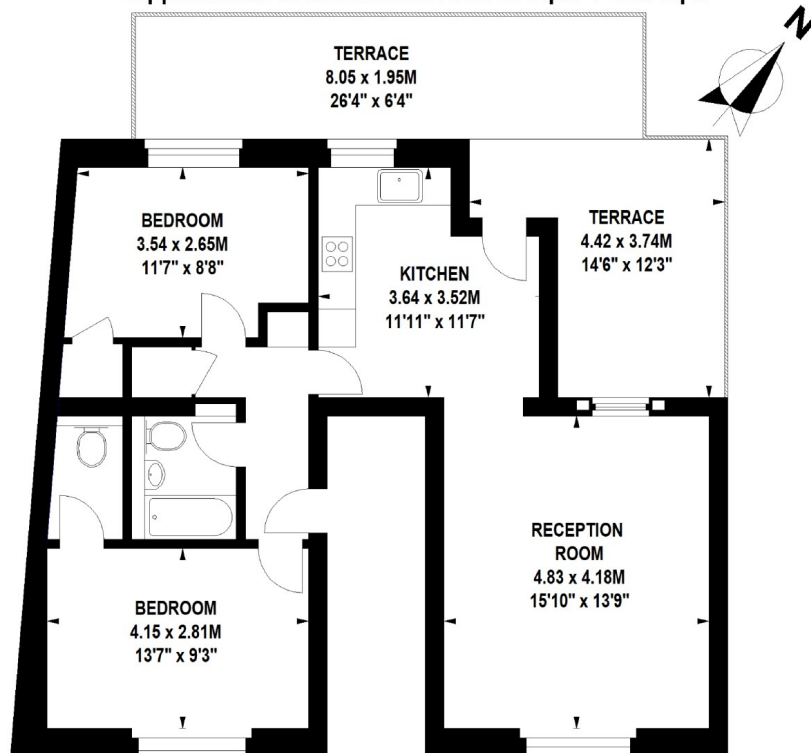 TERRACE
8.05 x 1.95M
26'4" x 6'4"
N
BEDROOM
3.54 x 2.65M
11'7" x 8'8"
KITCHEN
3.64 x 3.52M
11'11" x 11'7"
TERRACE
4.42 x 3.74M
14'6" x 12'3"
RECEPTION
ROOM
4.83 x 4.18M
15'10" x 13'9"
BEDROOM
4.15 x 2.81M
13'7" x 9'3"